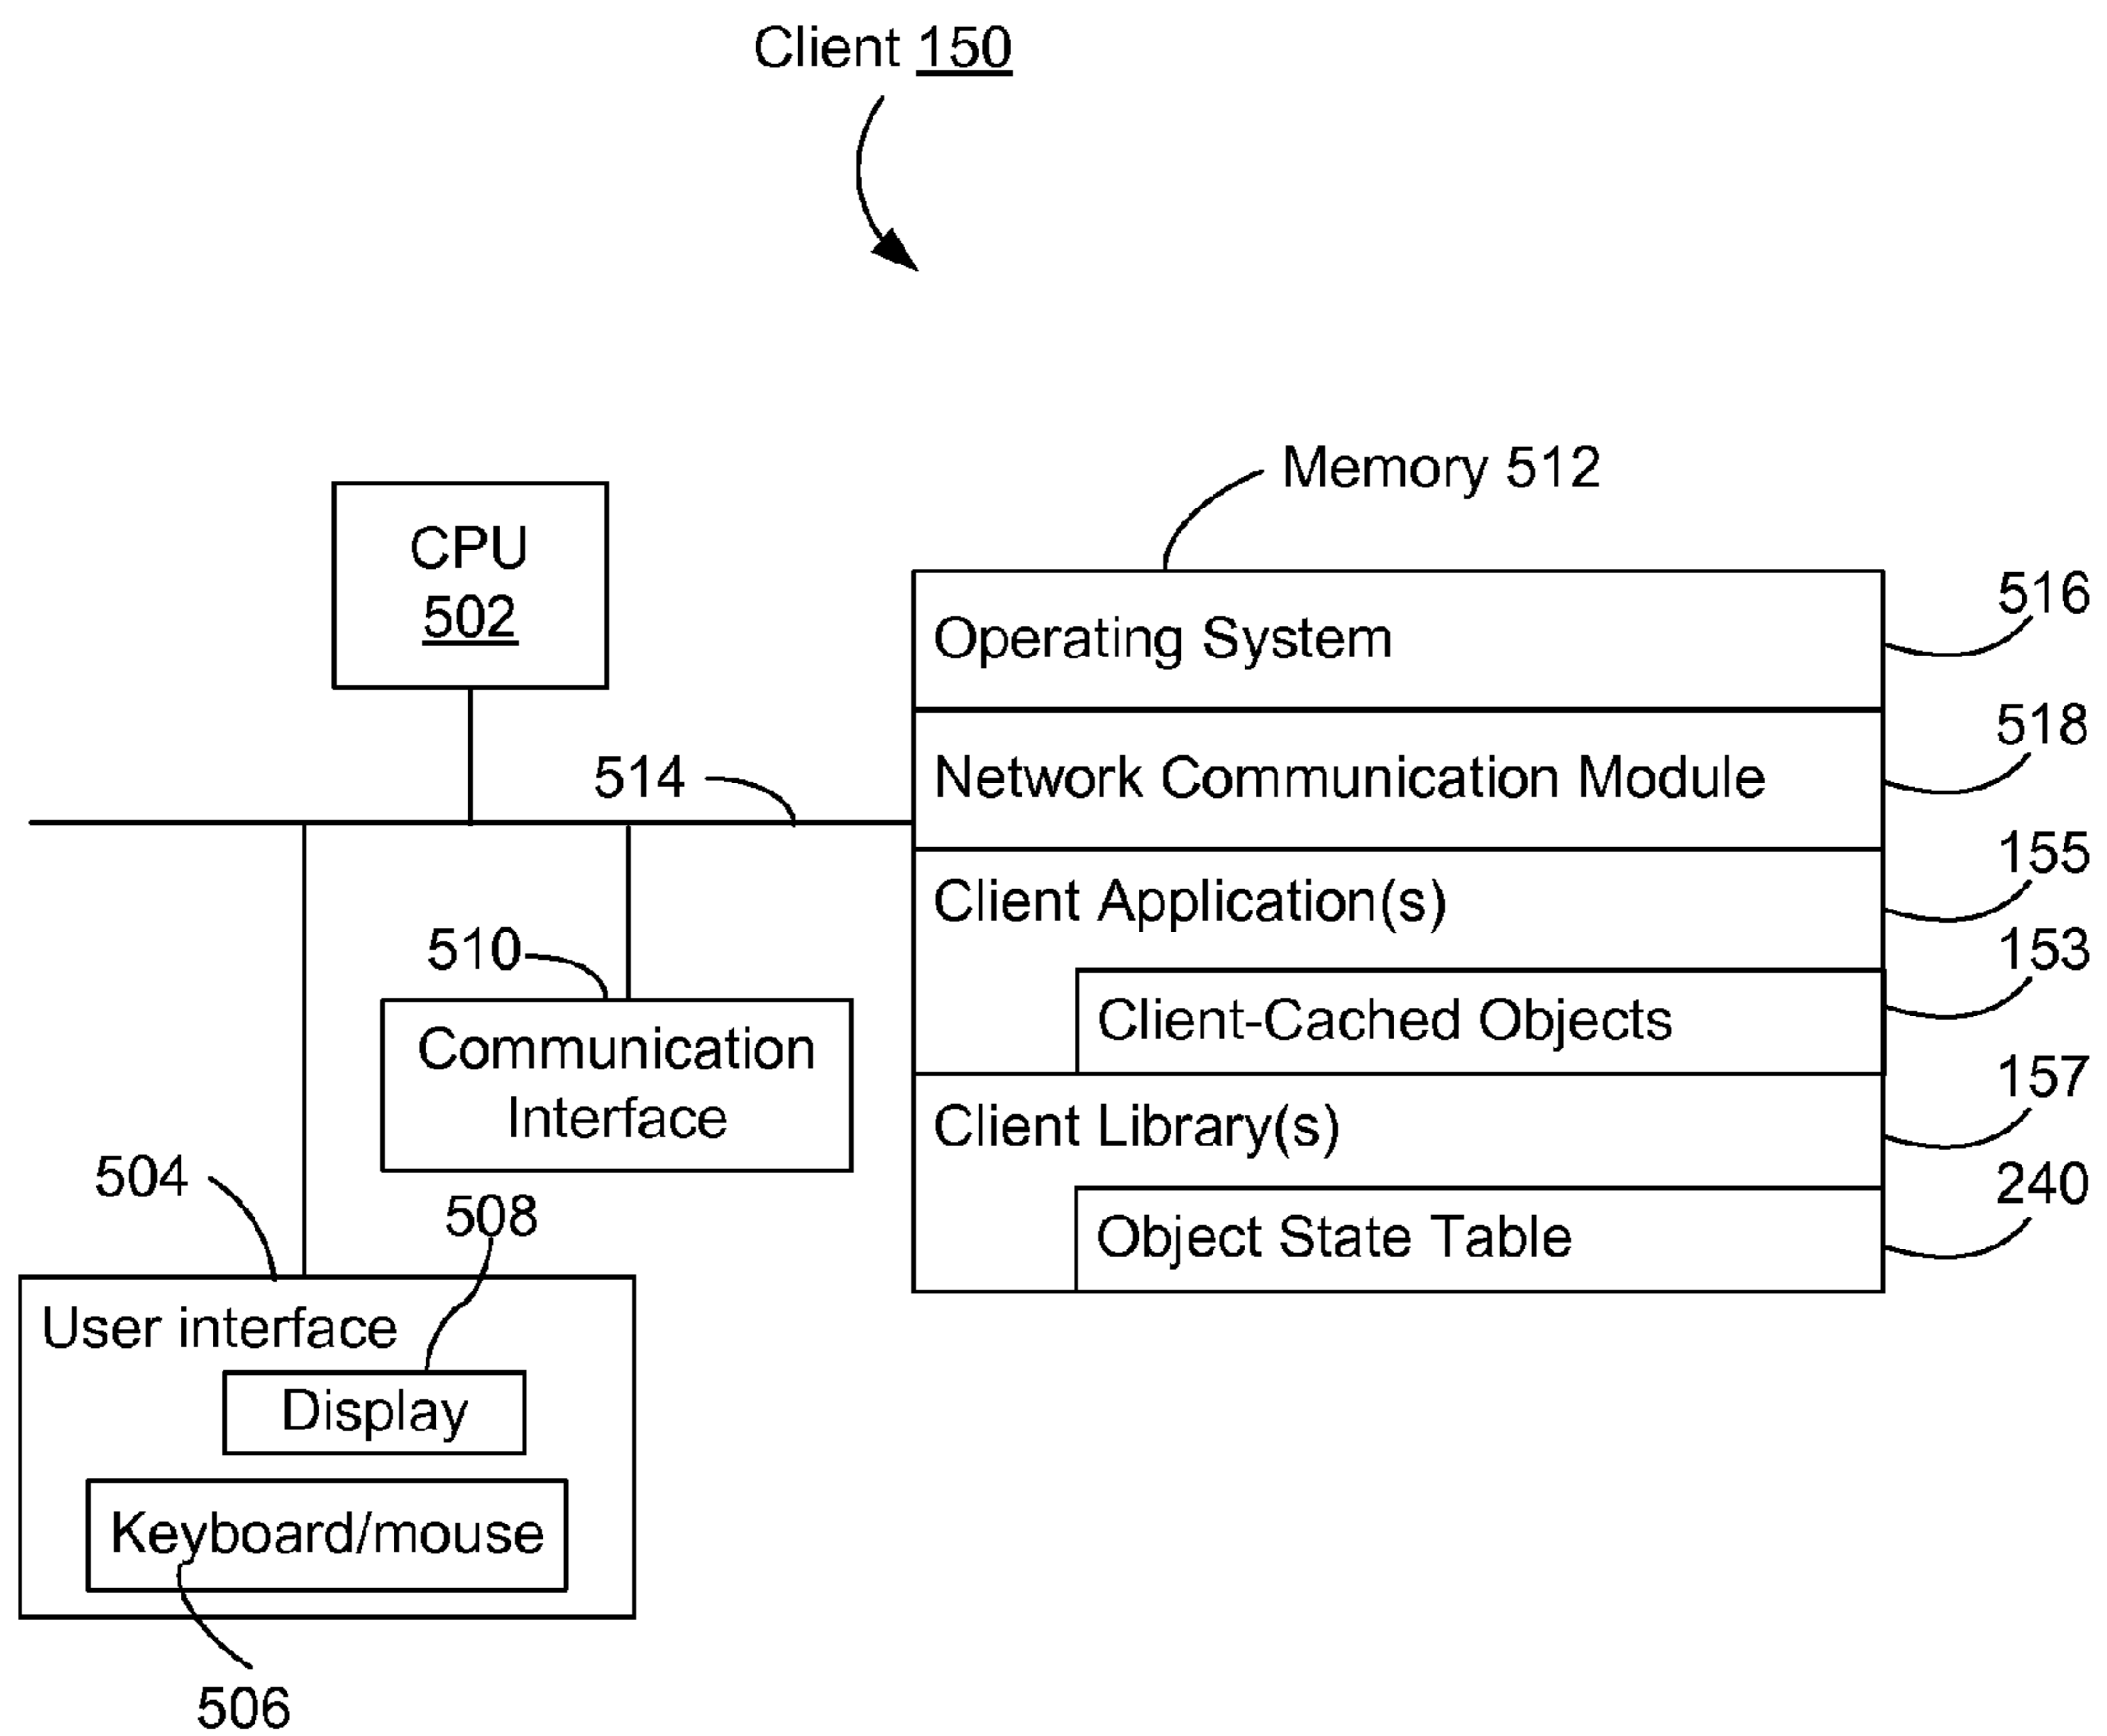 Client 150
Memory 512
CPU
502
516
Operating System
518
514
Network Communication Module
155
Client Application(s)
510
153
Communication
Interface
Client-Cached Objects
157
Client Library(s)
504
508
240
Object State Table
User interface
Display
Keyboard/mouse
506